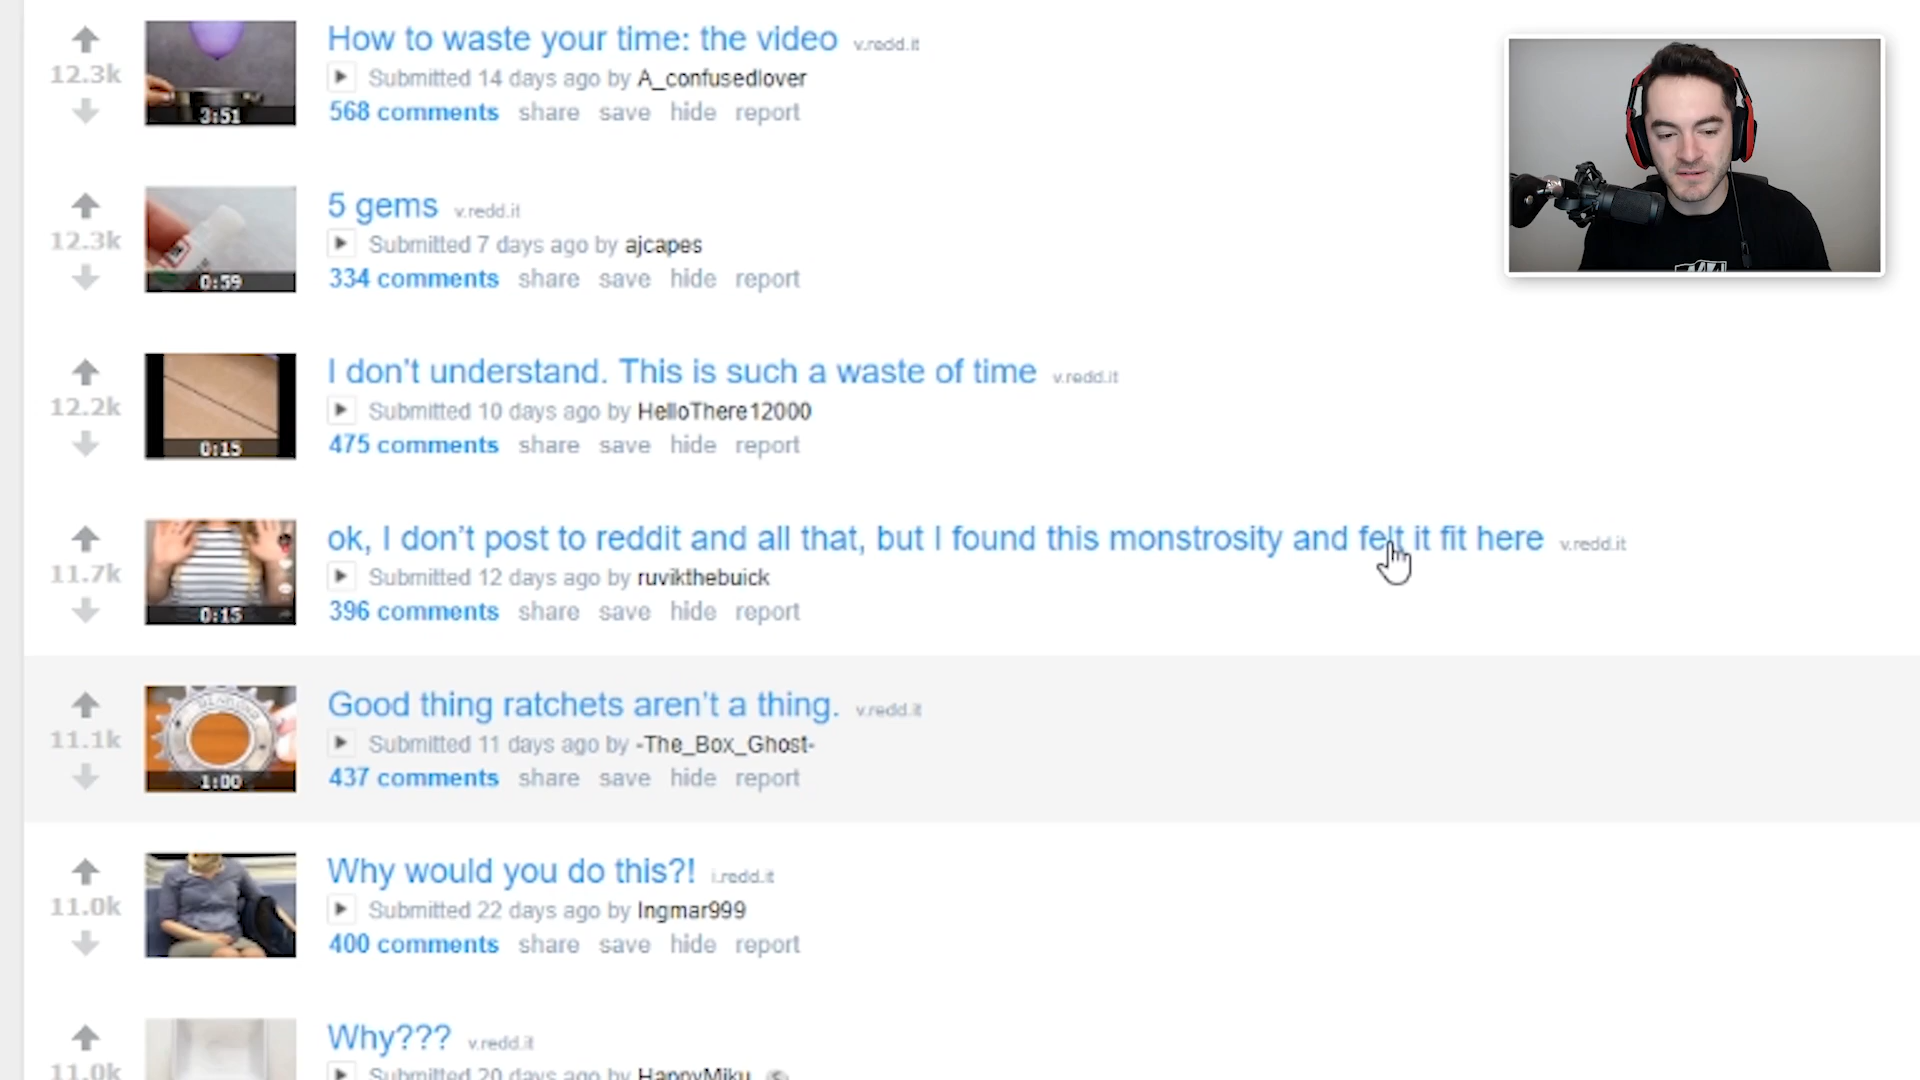 How to waste your time: the video v.redd.it
12.3k
Submitted 14 days ago by A_confusedlover
568 comments share save hide report
3:51
5 gems v.redd.it
12.3k
Submitted 7 days ago by ajcapes
334 comments share save hide report
0:59
I don't understand. This is such a waste of time v.redd.it
12.2k
Submitted 10 days ago by HelloThere12000
475 comments share save hide report
0:15
ok, I don't post to reddit and all that, but I found this monstrosity and felt it fit here v.redd.it
11.7k
Submitted 12 days ago by ruvikthebuick
396 comments share save hide report
0:15
Good thing ratchets aren't a thing. v.redd.it
11.1k
Submitted 11 days ago by -The_Box_Ghost-
437 comments share save hide report
1:00
Why would you do this?! i.redd.it
11.0k
Submitted 22 days ago by Ingmar999
400 comments share save hide report
Why??? v.redd.it
11.0k
Submitted 20 days ago by HappyMiku